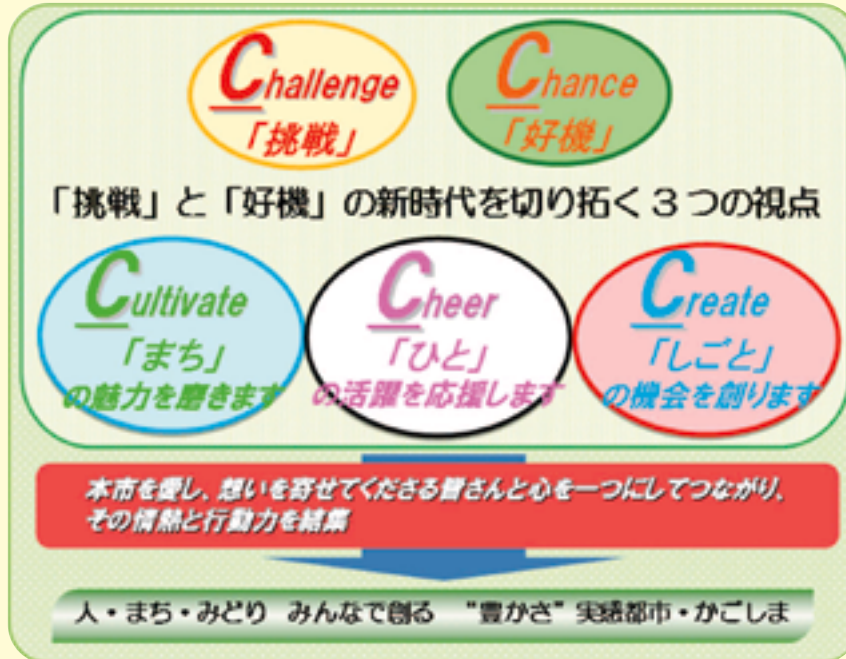 Challenge
「挑戦」
Chance
「好機」
「挑戦」と「好機」の新時代を切り拓く3つの視点
Cultivate
「まち」
の魅力を磨きます
Cheer
「ひと」
の活躍を応援します
Create
「しごと」
の機会を創ります
本市を愛し、想いを寄せてくださる皆さんと心を一つにしてつながり、
その情熱と行動力を結集
人・まち・みどり みんなで創る “豊かさ”実感都市・かごしま